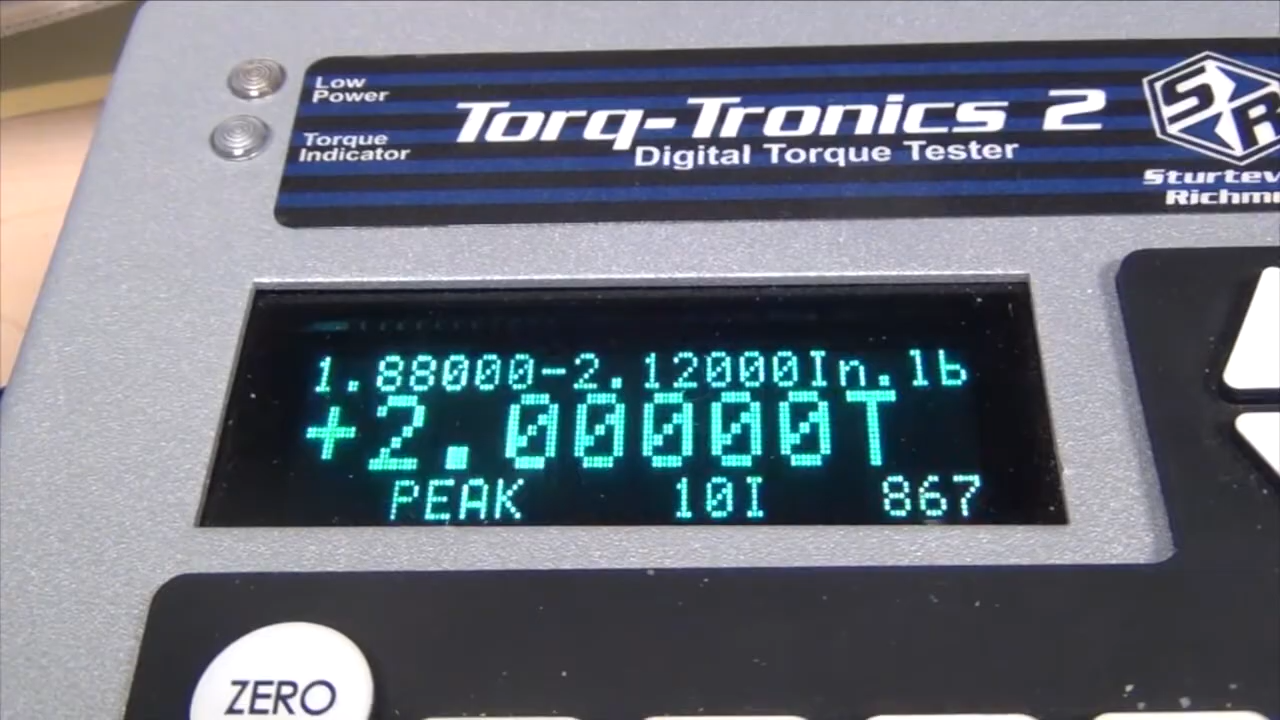 Low
Power
Torque
Indicator
Torq-Tronics 2
Digital Torque Tester
SR
1.88000-2.12000In.lb
+2.00000T
PEAK 10I 867
ZERO